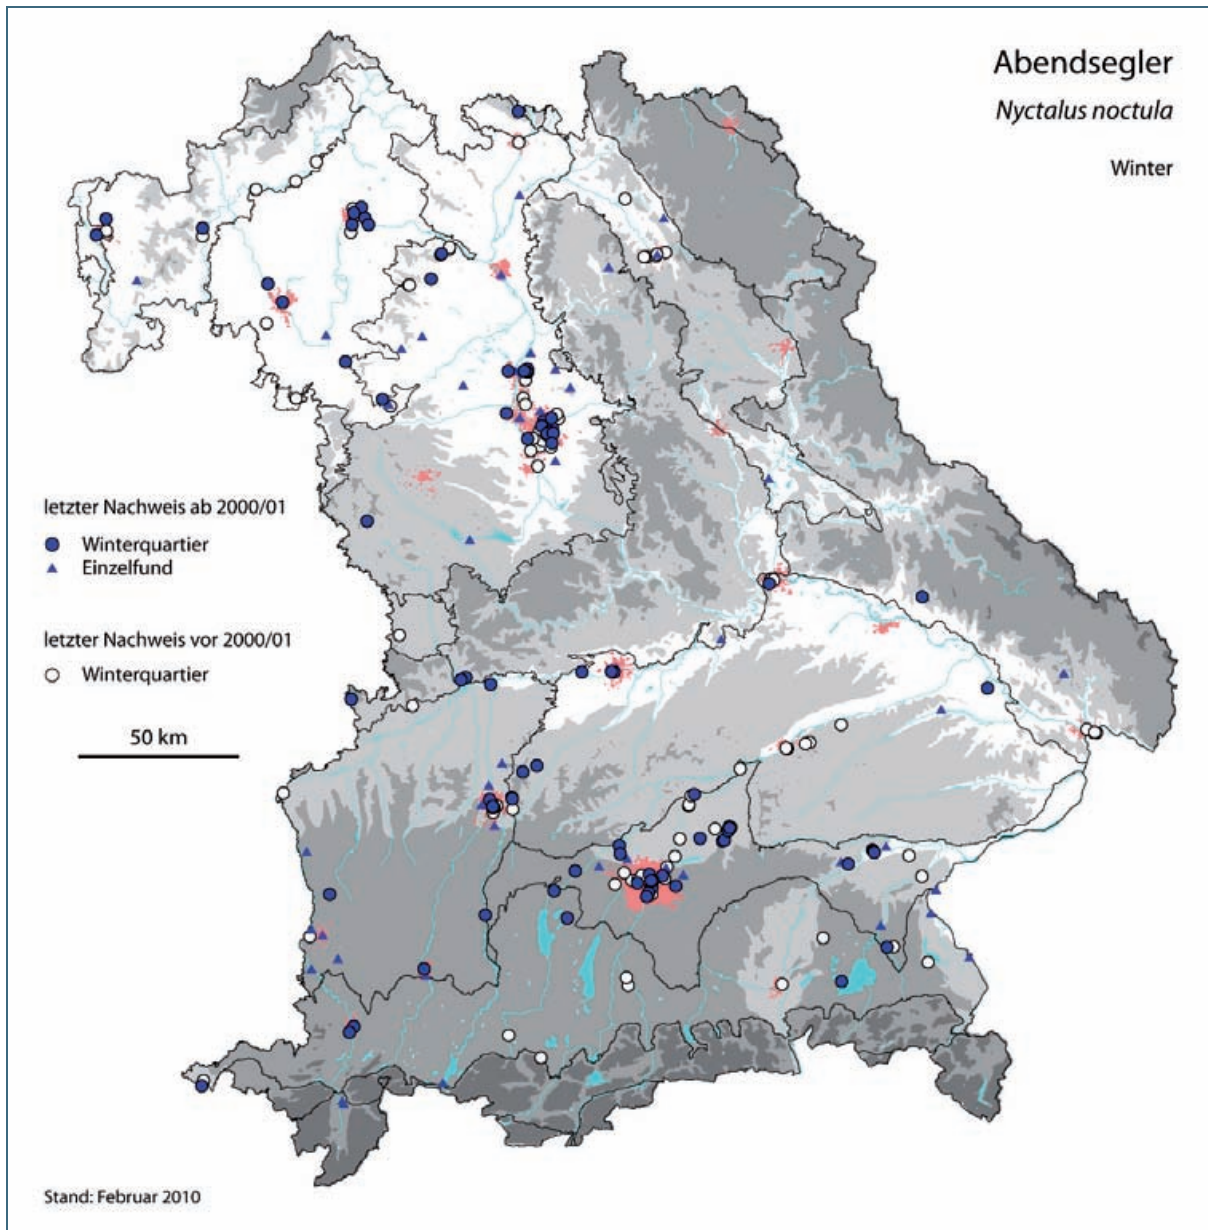 Abendsegler
Nyctalus noctula
Winter
letzter Nachweis ab 2000/01
Winterquartier
Einzelfund
letzter Nachweis vor 2000/01
Winterquartier
50 km
Stand: Februar 2010